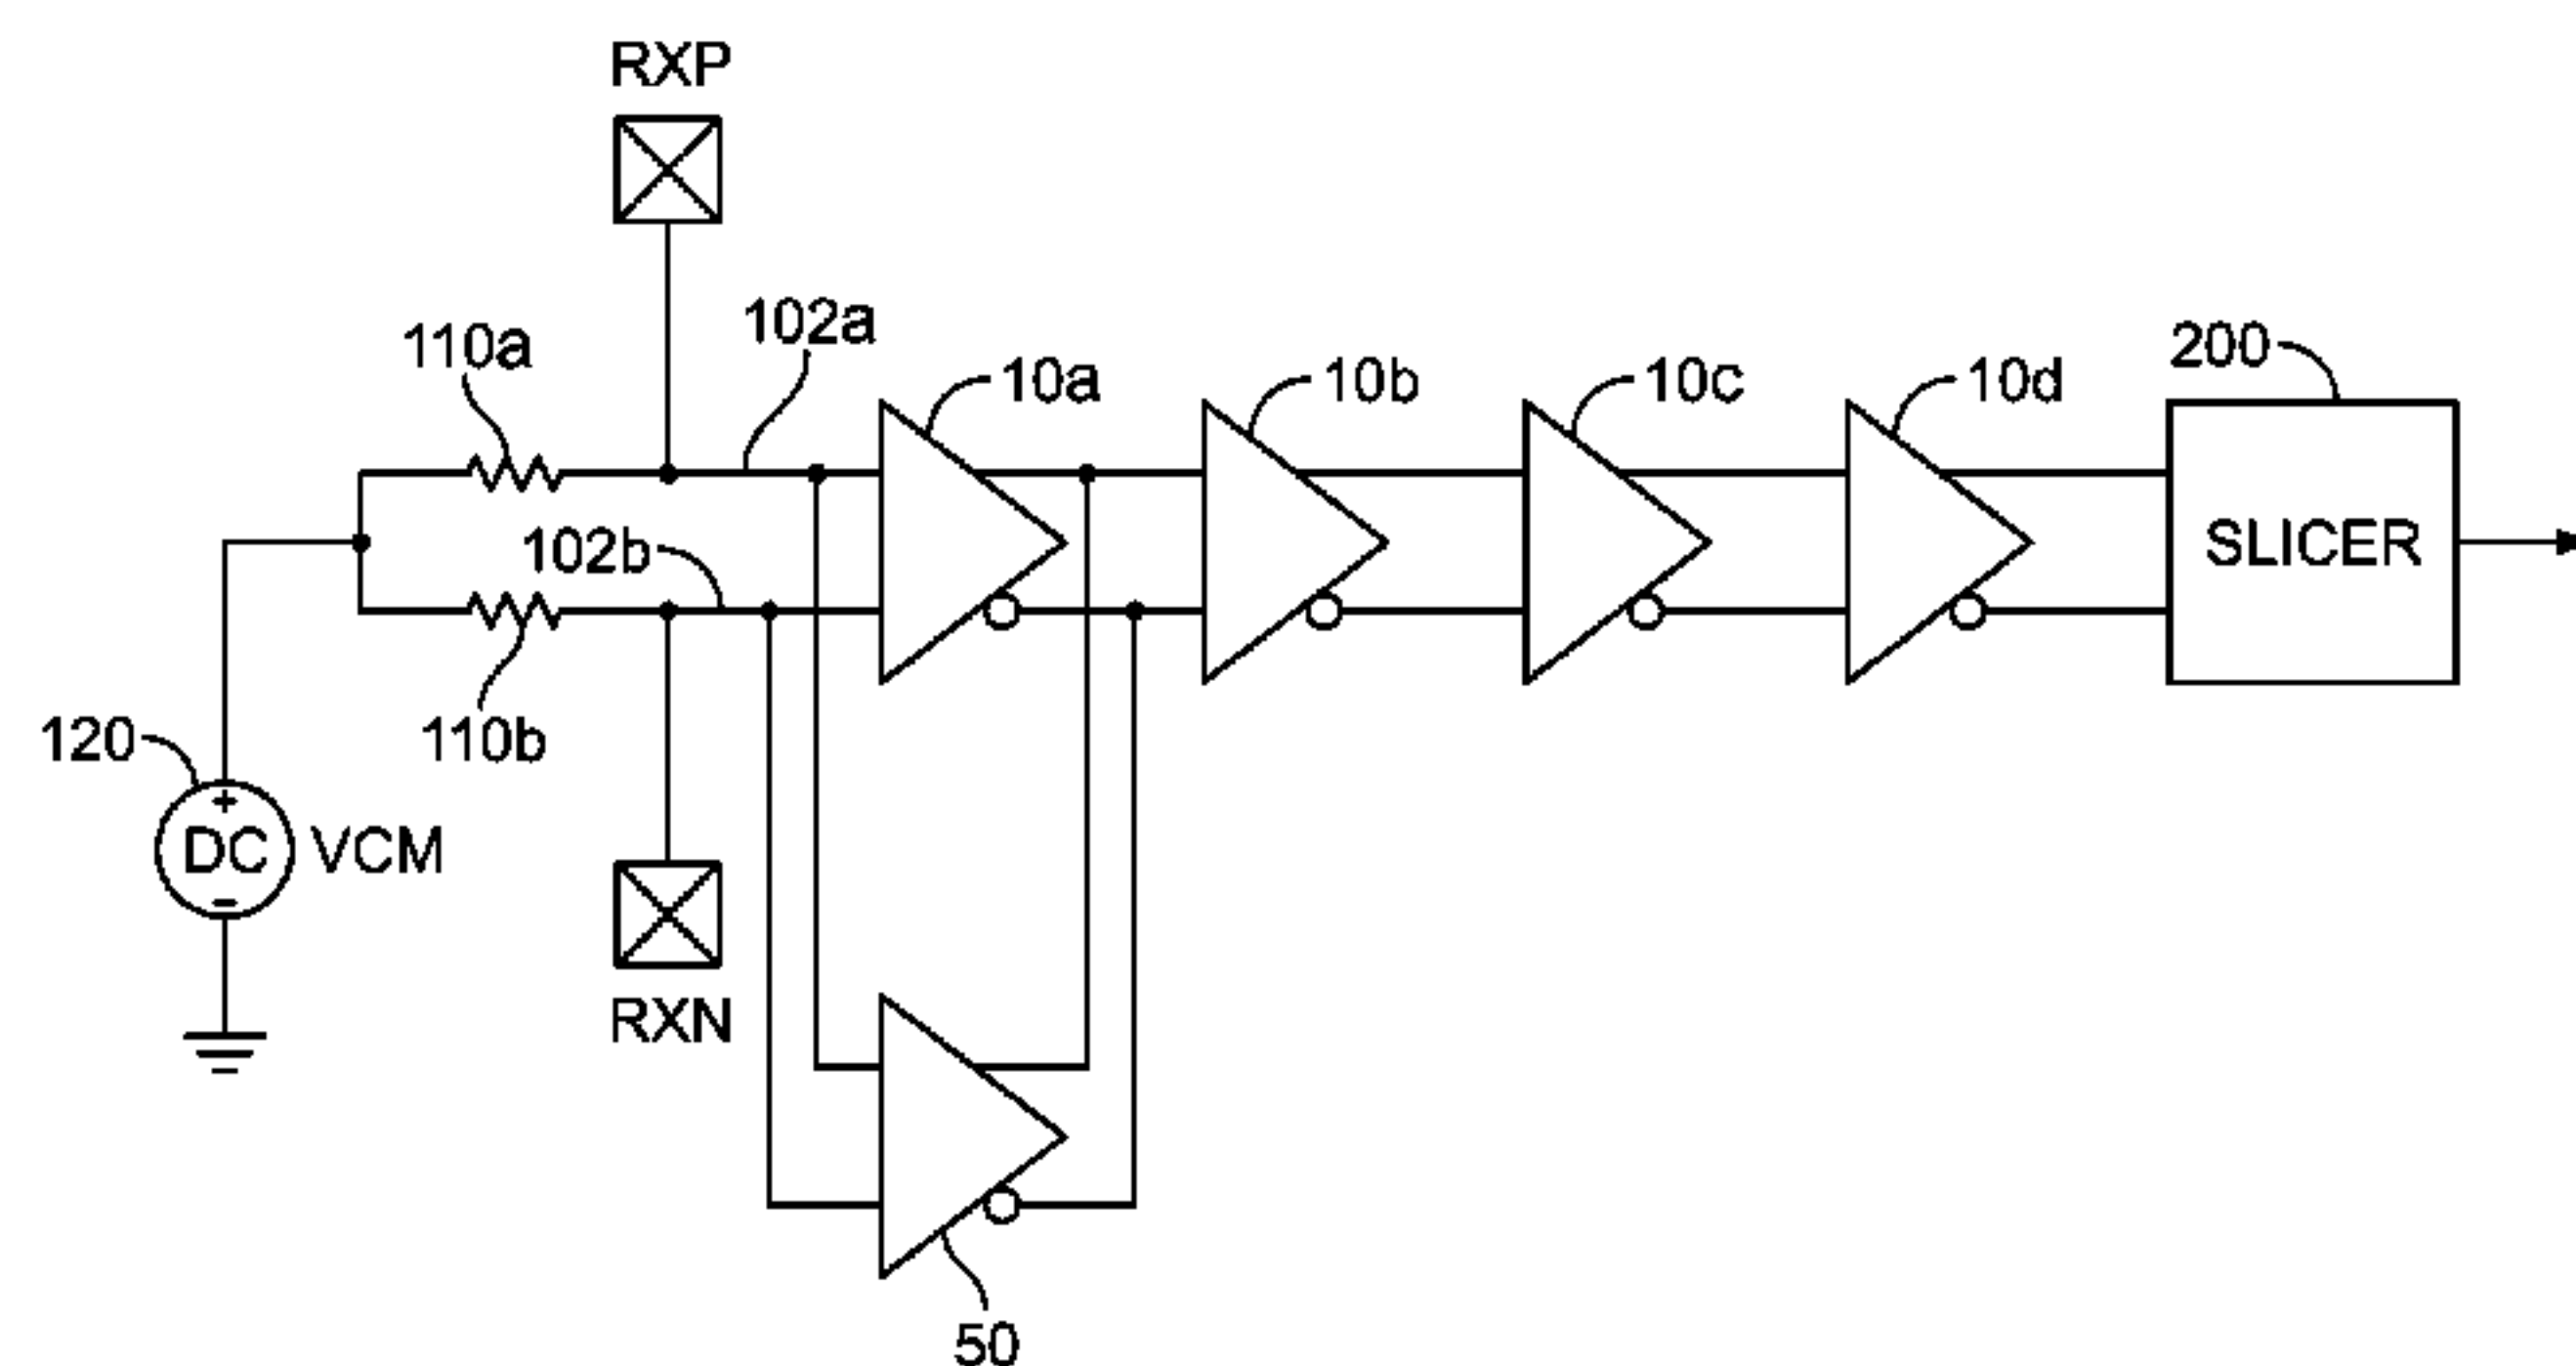 RXP
102a
110a
10a
10b
10c
10d
200
102b
SLICER
110b
120
+
DC
VCM
-
RXN
50